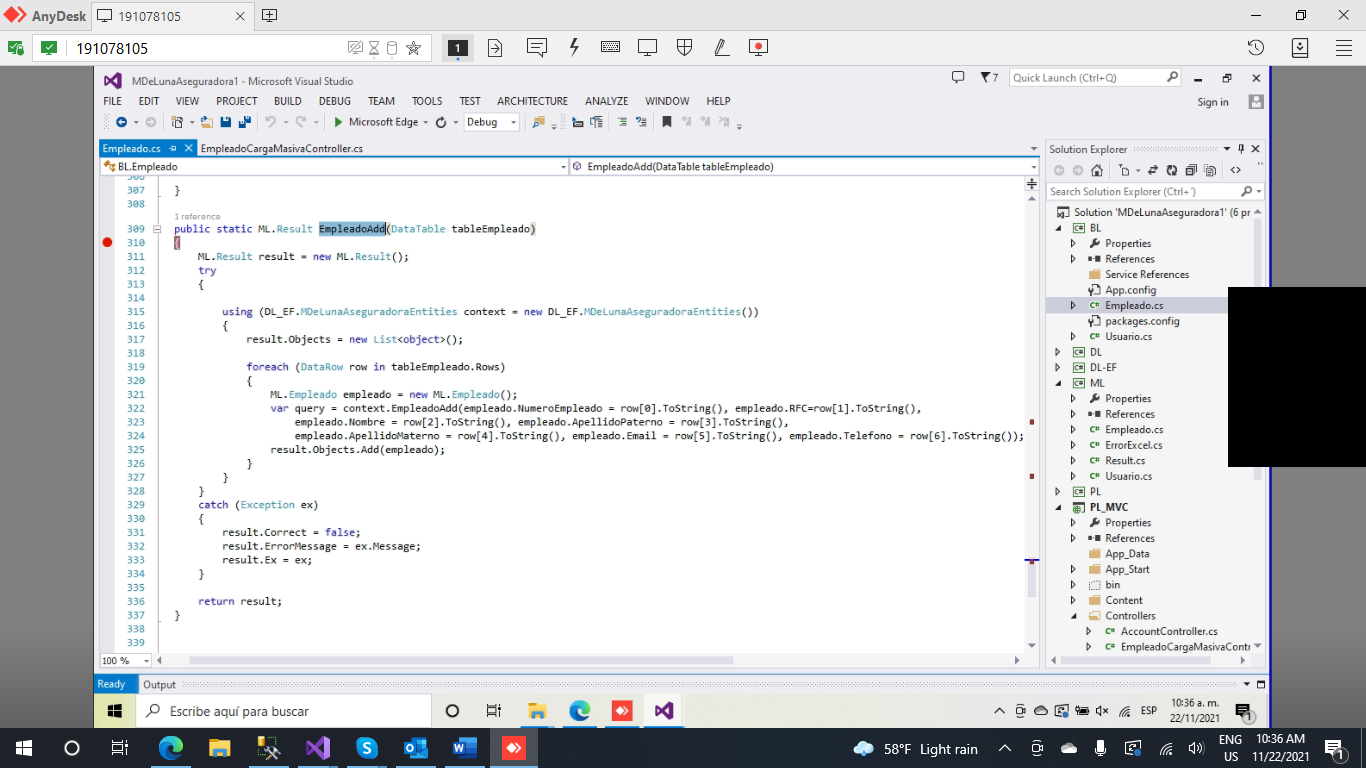 AnyDesk 191078105
191078105
1
MDeLunaAseguradora1 - Microsoft Visual Studio
7
Quick Launch (Ctrl+Q)
FILE EDIT VIEW PROJECT BUILD DEBUG TEAM TOOLS TEST ARCHITECTURE ANALYZE WINDOW HELP
Sign in
Microsoft Edge Debug
Empleado.cs EmpleadoCargaMasivaController.cs
BL.Empleado EmpleadoAdd(DataTable tableEmpleado)
306
307 }
308
1 reference
309 public static ML.Result EmpleadoAdd(DataTable tableEmpleado)
310 {
311 ML.Result result = new ML.Result();
312 try
313 {
314
315 using (DL_EF.MDeLunaAseguradoraEntities context = new DL_EF.MDeLunaAseguradoraEntities())
316 {
317 result.Objects = new List<object>();
318
319 foreach (DataRow row in tableEmpleado.Rows)
320 {
321 ML.Empleado empleado = new ML.Empleado();
322 var query = context.EmpleadoAdd(empleado.NumeroEmpleado = row[0].ToString(), empleado.RFC=row[1].ToString(),
323 empleado.Nombre = row[2].ToString(), empleado.ApellidoPaterno = row[3].ToString(),
324 empleado.ApellidoMaterno = row[4].ToString(), empleado.Email = row[5].ToString(), empleado.Telefono = row[6].ToString());
325 result.Objects.Add(empleado);
326 }
327 }
328 }
329 catch (Exception ex)
330 {
331 result.Correct = false;
332 result.ErrorMessage = ex.Message;
333 result.Ex = ex;
334 }
335
336 return result;
337 }
338
339
100 %
Solution Explorer
Search Solution Explorer (Ctrl+´)
Solution 'MDeLunaAseguradora1' (6 pr
BL
Properties
References
Service References
App.config
Empleado.cs
packages.config
Usuario.cs
DL
DL-EF
ML
Properties
References
Empleado.cs
ErrorExcel.cs
Result.cs
Usuario.cs
PL
PL_MVC
Properties
References
App_Data
App_Start
bin
Content
Controllers
AccountController.cs
EmpleadoCargaMasivaContr
Ready Output
Escribe aquí para buscar
ESP
10:36 a. m.
22/11/2021
1
58°F Light rain
ENG
US
10:36 AM
11/22/2021
1